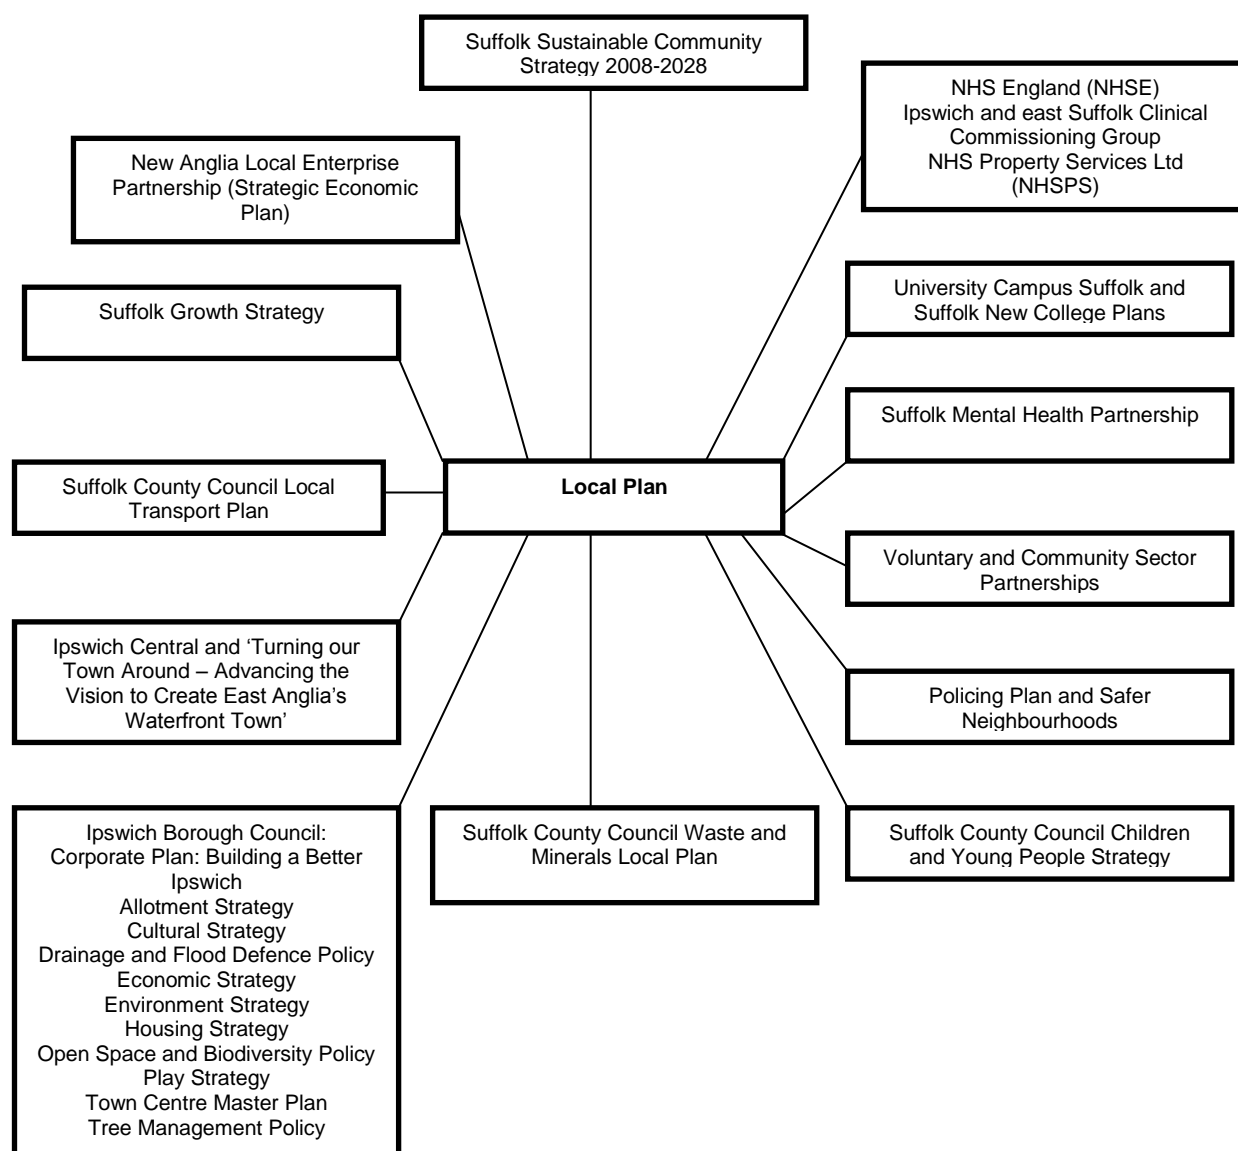 Suffolk Sustainable Community
Strategy 2008-2028
NHS England (NHSE)
Ipswich and east Suffolk Clinical
Commissioning Group
NHS Property Services Ltd
(NHSPS)
New Anglia Local Enterprise
Partnership (Strategic Economic
Plan)
University Campus Suffolk and
Suffolk New College Plans
Suffolk Growth Strategy
Suffolk Mental Health Partnership
Suffolk County Council Local
Transport Plan
Local Plan
Voluntary and Community Sector
Partnerships
Ipswich Central and ‘Turning our
Town Around – Advancing the
Vision to Create East Anglia’s
Waterfront Town’
Policing Plan and Safer
Neighbourhoods
Ipswich Borough Council:
Corporate Plan: Building a Better
Ipswich
Allotment Strategy
Cultural Strategy
Drainage and Flood Defence Policy
Economic Strategy
Environment Strategy
Housing Strategy
Open Space and Biodiversity Policy
Play Strategy
Town Centre Master Plan
Tree Management Policy
Suffolk County Council Waste and
Minerals Local Plan
Suffolk County Council Children
and Young People Strategy